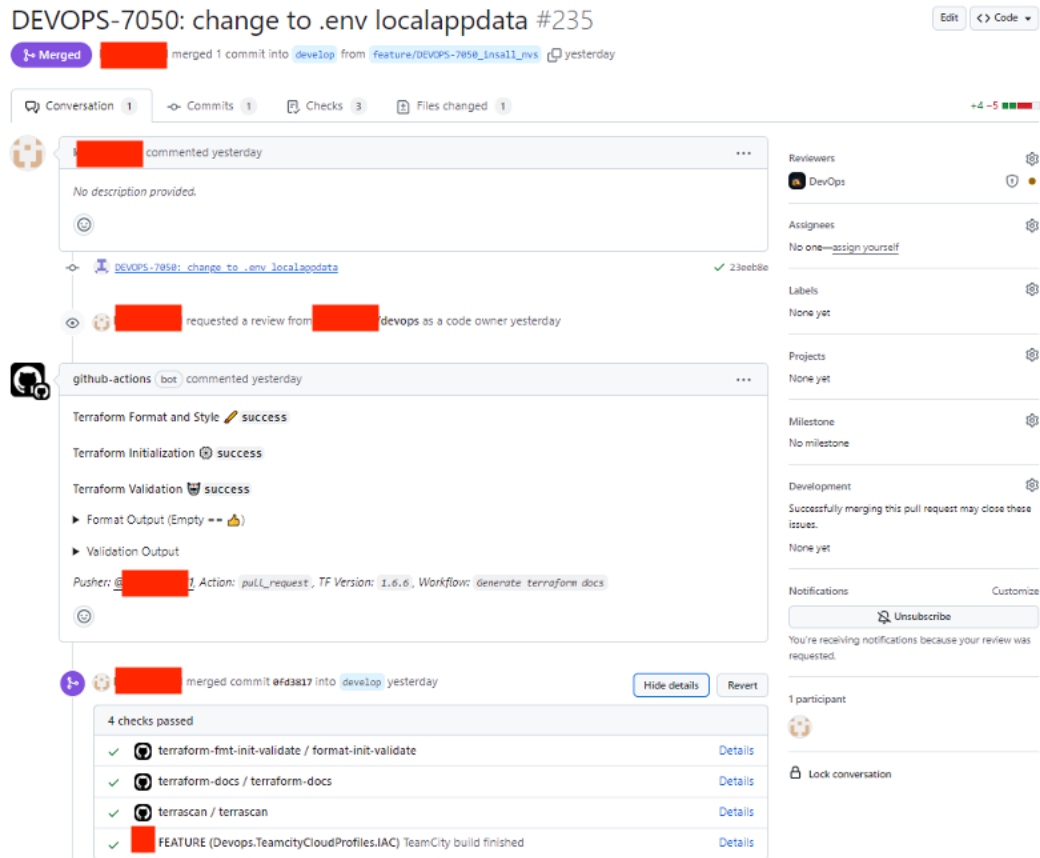 DEVOPS-7050: change to .env localappdata #235
Edit
Code
Merged
merged 1 commit into develop from feature/DEVOPS-7050_insall_nvs yesterday
Conversation 1
Commits 1
Checks 3
Files changed 1
+4 −5
commented yesterday
No description provided.
DEVOPS-7050: change to .env localappdata
23eeb8e
requested a review from /devops as a code owner yesterday
github-actions bot commented yesterday
Terraform Format and Style success
Terraform Initialization success
Terraform Validation success
Format Output (Empty ==)
Validation Output
Pusher: @ 1, Action: pull_request, TF Version: 1.6.6, Workflow: Generate terraform docs
merged commit 0fd3817 into develop yesterday
Hide details
Revert
4 checks passed
terraform-fmt-init-validate / format-init-validate
Details
terraform-docs / terraform-docs
Details
terrascan / terrascan
Details
FEATURE (Devops.TeamcityCloudProfiles.IAC) TeamCity build finished
Details
Reviewers
DevOps
Assignees
No one—assign yourself
Labels
None yet
Projects
None yet
Milestone
No milestone
Development
Successfully merging this pull request may close these
issues.
None yet
Notifications
Customize
Unsubscribe
You're receiving notifications because your review was
requested.
1 participant
Lock conversation